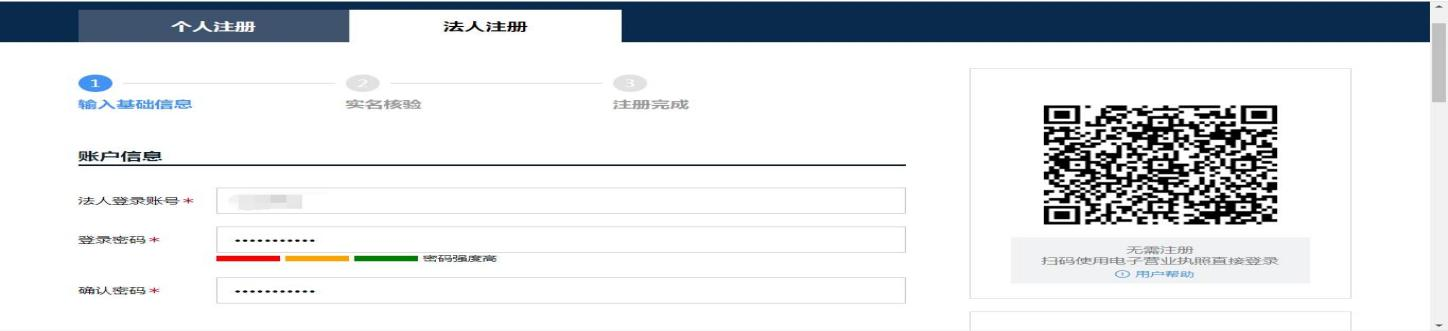 个人注册
法人注册
1
2
3
输入基础信息
实名核验
注册完成
账户信息
法人登录账号*
登录密码*
•••••••••••
密码强度高
确认密码*
•••••••••••
无需注册
扫码使用电子营业执照直接登录
用户帮助